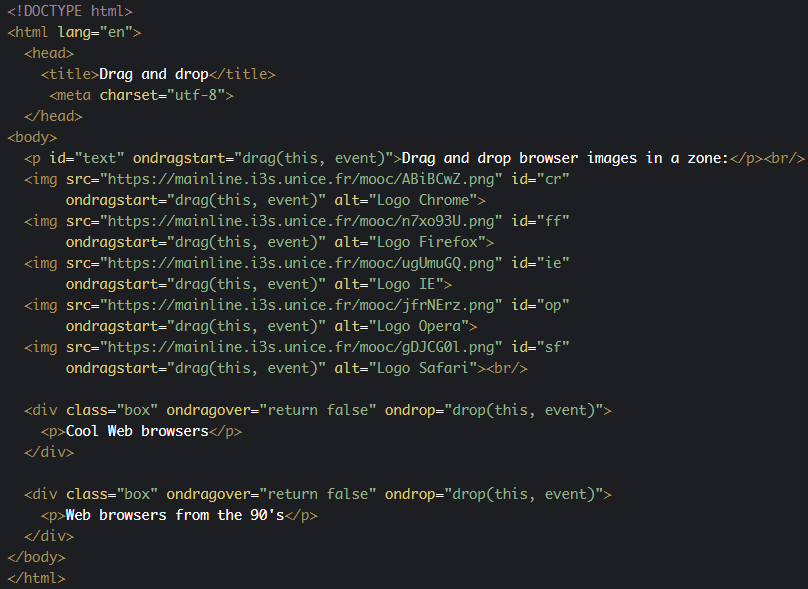 <!DOCTYPE html>
<html lang="en">
  <head>
    <title>Drag and drop</title>
     <meta charset="utf-8">
  </head>
<body>
  <p id="text" ondragstart="drag(this, event)">Drag and drop browser images in a zone:</p><br/>
  <img src="https://mainline.i3s.unice.fr/mooc/ABiBCwZ.png" id="cr"
       ondragstart="drag(this, event)" alt="Logo Chrome">
  <img src="https://mainline.i3s.unice.fr/mooc/n7xo93U.png" id="ff"
       ondragstart="drag(this, event)" alt="Logo Firefox">
  <img src="https://mainline.i3s.unice.fr/mooc/ugUmuGQ.png" id="ie"
       ondragstart="drag(this, event)" alt="Logo IE">
  <img src="https://mainline.i3s.unice.fr/mooc/jfrNErz.png" id="op"
       ondragstart="drag(this, event)" alt="Logo Opera">
  <img src="https://mainline.i3s.unice.fr/mooc/gDJCG0l.png" id="sf"
       ondragstart="drag(this, event)" alt="Logo Safari"><br/>

  <div class="box" ondragover="return false" ondrop="drop(this, event)">
    <p>Cool Web browsers</p>
  </div>

  <div class="box" ondragover="return false" ondrop="drop(this, event)">
    <p>Web browsers from the 90's</p>
  </div>
</body>
</html>